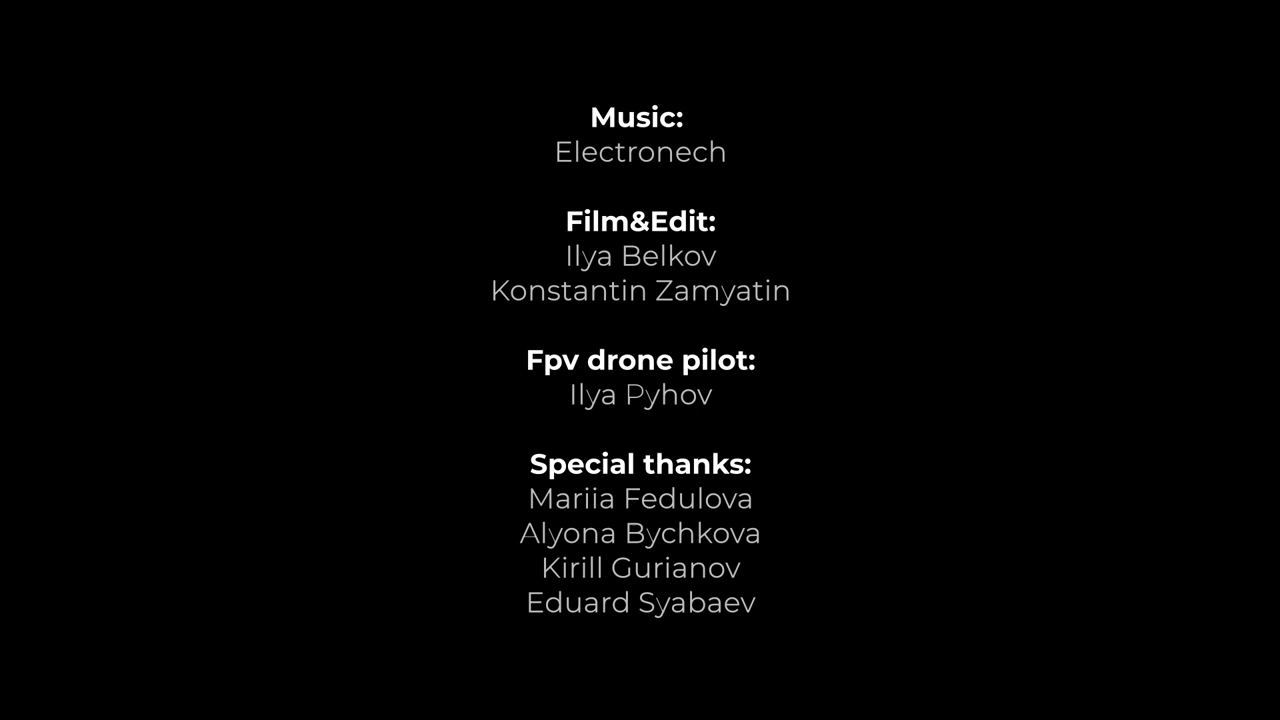 Music:
Electronech
Film&Edit:
Ilya Belkov
Konstantin Zamyatin
Fpv drone pilot:
Ilya Pyhov
Special thanks:
Mariia Fedulova
Alyona Bychkova
Kirill Gurianov
Eduard Syabaev